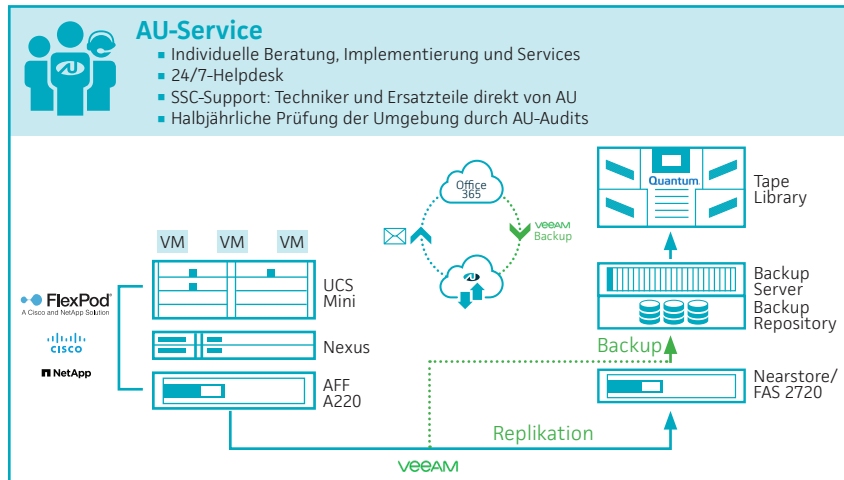 AU-Service
Individuelle Beratung, Implementierung und Services
24/7-Helpdesk
SSC-Support: Techniker und Ersatzteile direkt von AU
Halbjährliche Prüfung der Umgebung durch AU-Audits
Office
365
VEEAM
Backup
Quantum
Tape
Library
VM
VM
VM
FlexPod
A Cisco and NetApp Solution
CISCO
NetApp
UCS
Mini
Nexus
AFF
A220
Backup
Server
Backup
Repository
Backup
Nearstore/
FAS 2720
Replikation
VEEAM